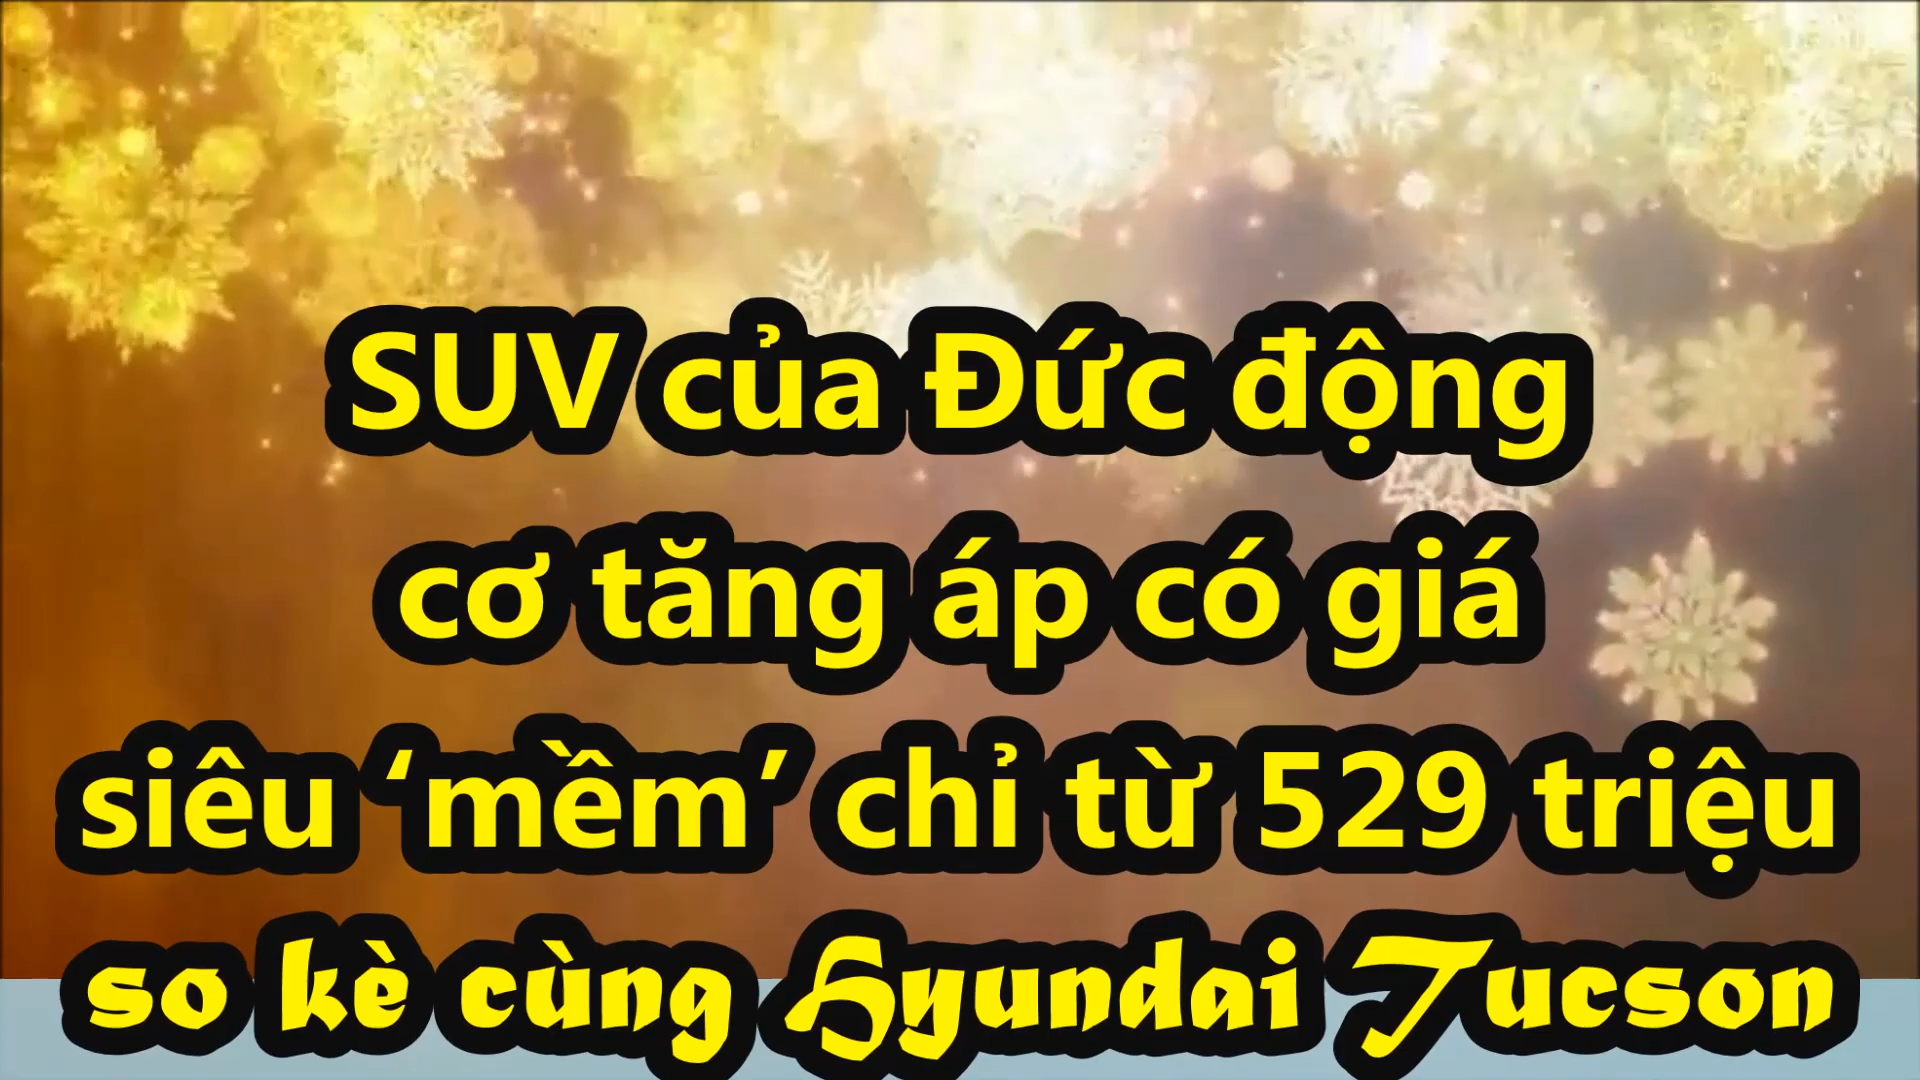 SUV của Đức động
cơ tăng áp có giá
siêu ‘mềm’ chỉ từ 529 triệu
so kè cùng Hyundai Tucson